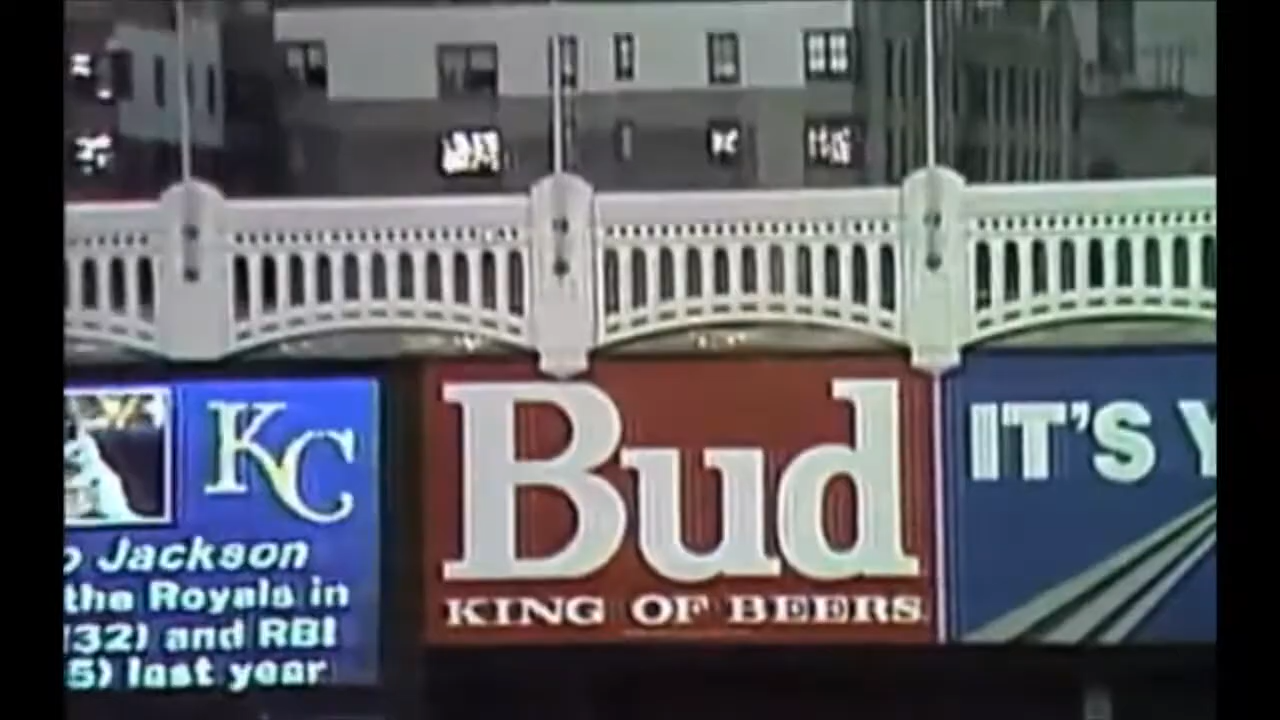 KC
Jackson
the Royals in
32) and RBI
5) last year
Bud
KING OF BEERS
IT'S Y